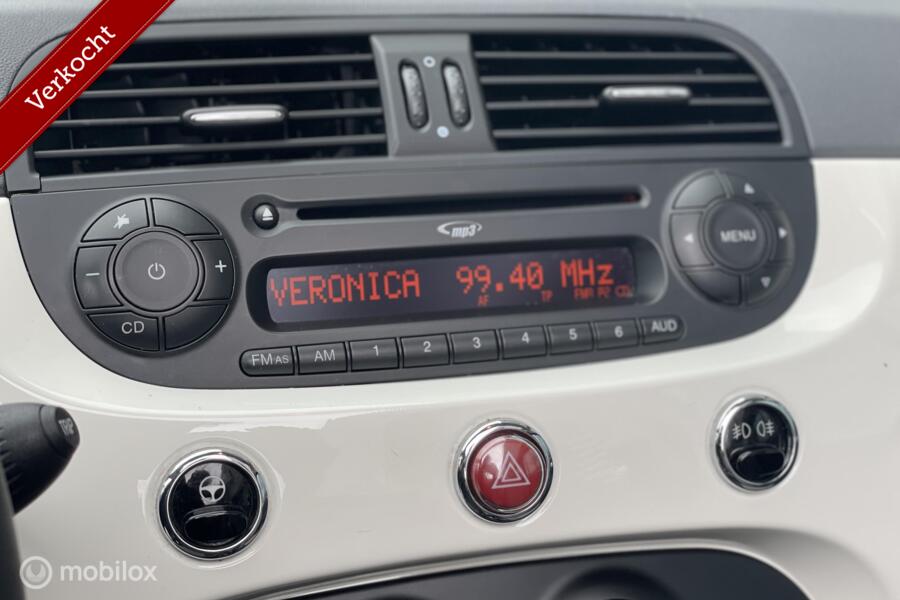 Verkocht
mp3
MENU
VERONICA 99.40 MHz
AF TP
CD
FM AS AM 1 2 3 4 5 6 AUD
TRIP
mobilox